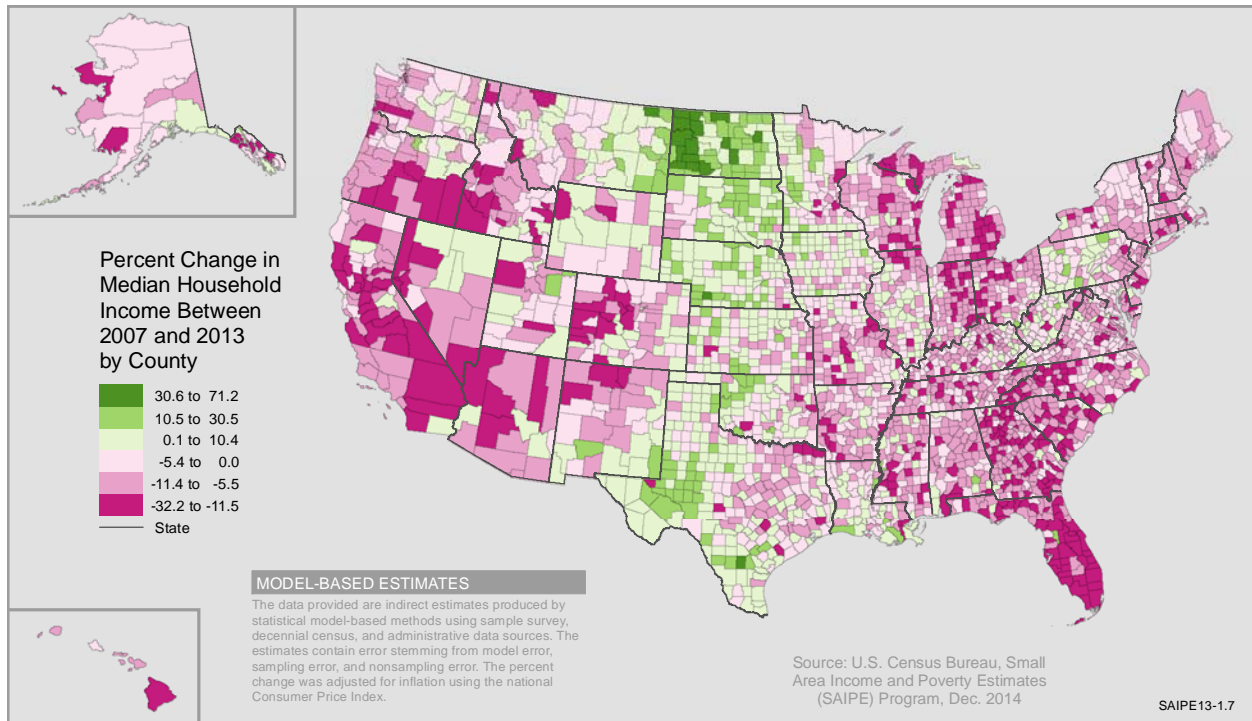 Percent Change in
Median Household
Income Between
2007 and 2013
by County
30.6 to 71.2
10.5 to 30.5
0.1 to 10.4
-5.4 to 0.0
-11.4 to -5.5
-32.2 to -11.5
State
MODEL-BASED ESTIMATES
The data provided are indirect estimates produced by
statistical model-based methods using sample survey,
decennial census, and administrative data sources. The
estimates contain error stemming from model error,
sampling error, and nonsampling error. The percent
change was adjusted for inflation using the national
Consumer Price Index.
Source: U.S. Census Bureau, Small
Area Income and Poverty Estimates
(SAIPE) Program, Dec. 2014
SAIPE13-1.7